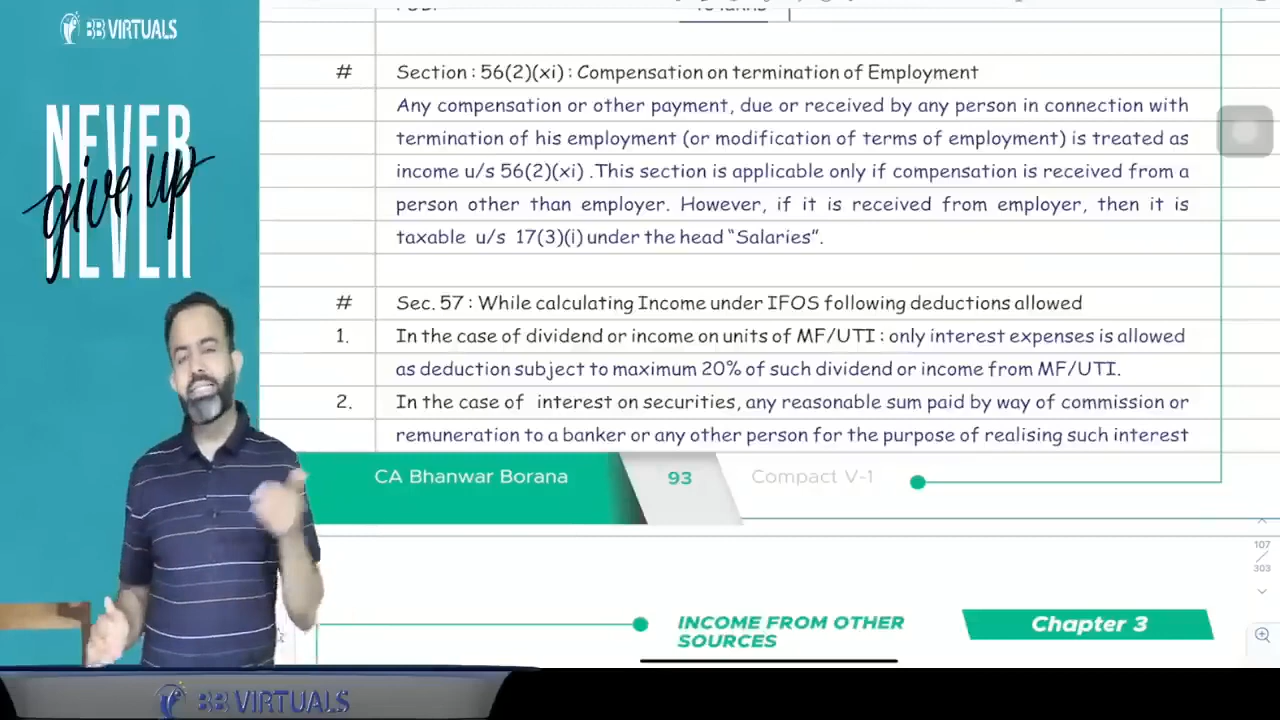 BB VIRTUALS
NEVER
give up
NEVER
# Section : 56(2)(xi) : Compensation on termination of Employment
Any compensation or other payment, due or received by any person in connection with
termination of his employment (or modification of terms of employment) is treated as
income u/s 56(2)(xi) .This section is applicable only if compensation is received from a
person other than employer. However, if it is received from employer, then it is
taxable u/s 17(3)(i) under the head “Salaries”.
# Sec. 57 : While calculating Income under IFOS following deductions allowed
1. In the case of dividend or income on units of MF/UTI : only interest expenses is allowed
as deduction subject to maximum 20% of such dividend or income from MF/UTI.
2. In the case of interest on securities, any reasonable sum paid by way of commission or
remuneration to a banker or any other person for the purpose of realising such interest
CA Bhanwar Borana 93 Compact V-1
107
303
INCOME FROM OTHER
SOURCES
Chapter 3
BB VIRTUALS